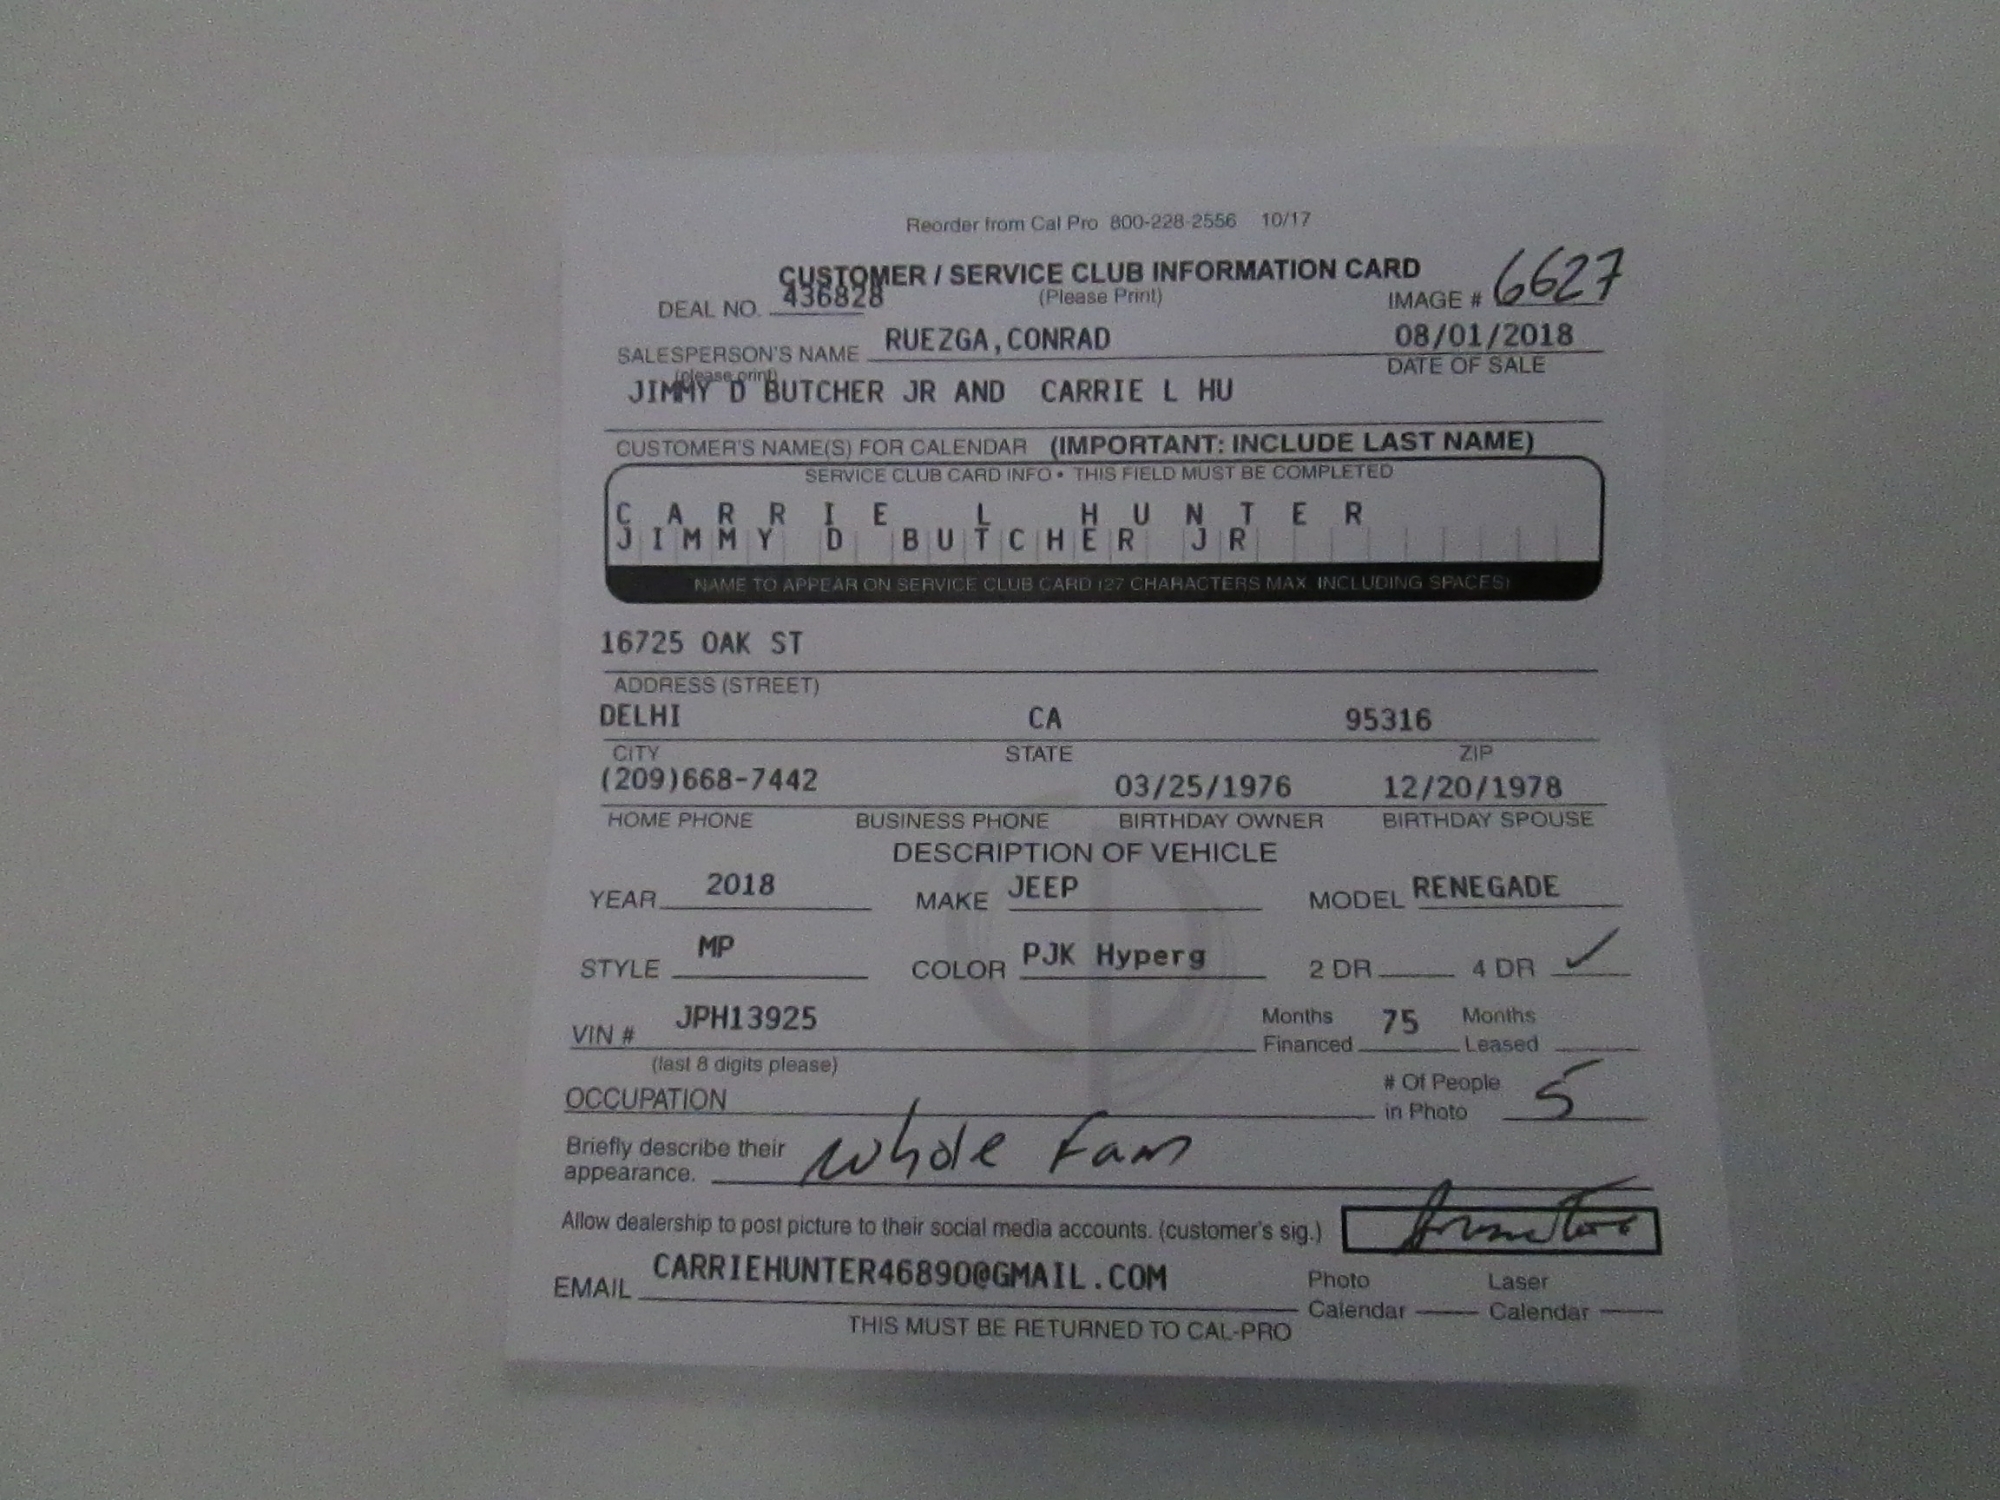 Reorder from Cal Pro 800-228-2556 10/17
CUSTOMER / SERVICE CLUB INFORMATION CARD
(Please Print)
DEAL NO. 436828
IMAGE # 6627
SALESPERSON'S NAME RUEZGA,CONRAD 08/01/2018
(please print) DATE OF SALE
JIMMY D BUTCHER JR AND CARRIE L HU
CUSTOMER'S NAME(S) FOR CALENDAR (IMPORTANT: INCLUDE LAST NAME)
SERVICE CLUB CARD INFO • THIS FIELD MUST BE COMPLETED
CARRIE L HUNTER
JIMMY D BUTCHER JR
NAME TO APPEAR ON SERVICE CLUB CARD (27 CHARACTERS MAX. INCLUDING SPACES)
16725 OAK ST
ADDRESS (STREET)
DELHI CA 95316
CITY STATE ZIP
(209)668-7442 03/25/1976 12/20/1978
HOME PHONE BUSINESS PHONE BIRTHDAY OWNER BIRTHDAY SPOUSE
DESCRIPTION OF VEHICLE
YEAR 2018 MAKE JEEP MODEL RENEGADE
STYLE MP COLOR PJK Hyperg 2 DR 4 DR ✓
VIN # JPH13925 Months Financed 75 Months Leased
(last 8 digits please)
OCCUPATION # Of People in Photo 5
Briefly describe their appearance. whole Fam
Allow dealership to post picture to their social media accounts. (customer's sig.)
EMAIL CARRIEHUNTER46890@GMAIL.COM Photo Calendar Laser Calendar
THIS MUST BE RETURNED TO CAL-PRO